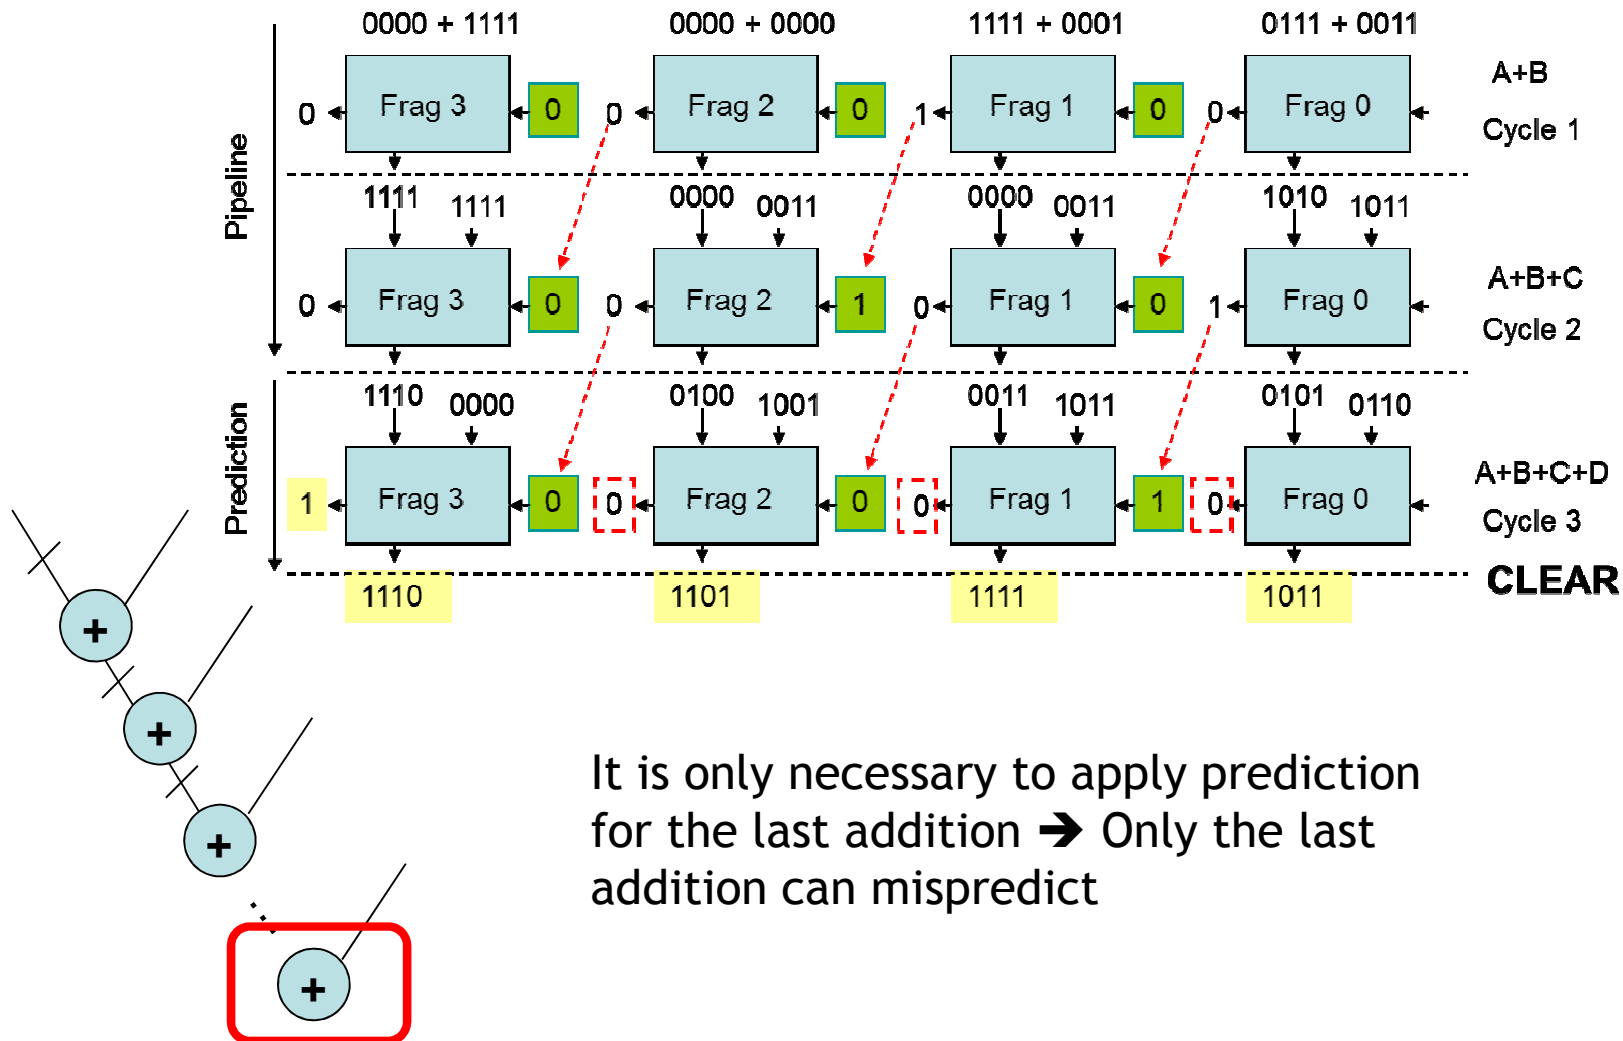 0000 + 1111 0000 + 0000 1111 + 0001 0111 + 0011
A+B
0 Frag 3 0 0 Frag 2 0 1 Frag 1 0 0 Frag 0
Cycle 1
Pipeline
1111 1111 0000 0011 0000 0011 1010 1011
A+B+C
0 Frag 3 0 0 Frag 2 1 0 Frag 1 0 1 Frag 0
Cycle 2
Prediction
1110 0000 0100 1001 0011 1011 0101 0110
A+B+C+D
1 Frag 3 0 0 Frag 2 0 0 Frag 1 1 0 Frag 0
Cycle 3
CLEAR
1110 1101 1111 1011
+
+
+
+
It is only necessary to apply prediction
for the last addition ➔ Only the last
addition can mispredict